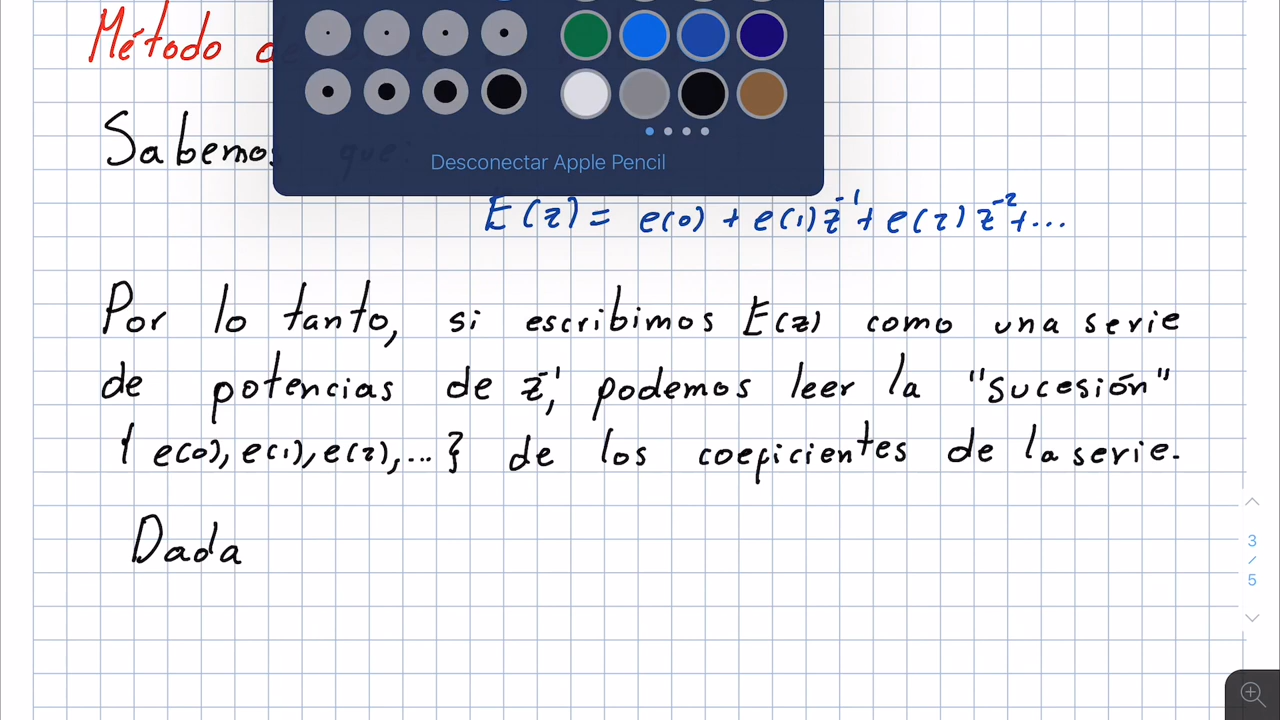 Método
Sabemos que:
Desconectar Apple Pencil
E(z) = e(0) + e(1)z⁻¹ + e(2)z⁻² + ...
Por lo tanto, si escribimos E(z) como una serie
de potencias de z⁻¹, podemos leer la "sucesión"
{ e(0), e(1), e(2), ... } de los coeficientes de la serie.
Dada
3
/
5